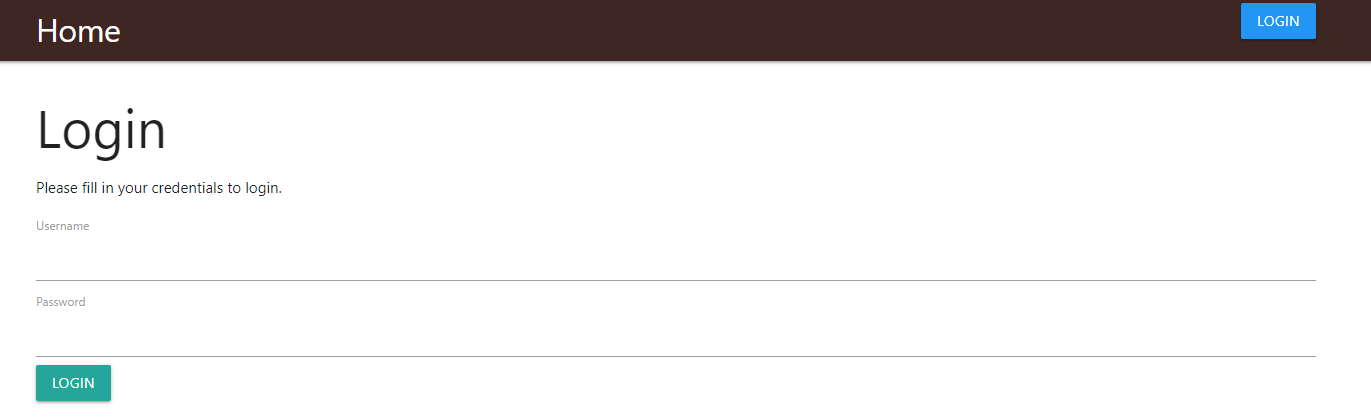 Home
LOGIN
Login
Please fill in your credentials to login.
Username
Password
LOGIN